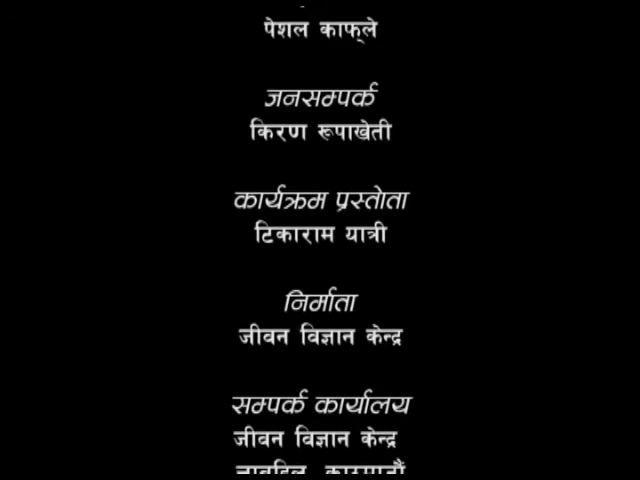 पेशल काफ्ले
जनसम्पर्क
किरण रूपाखेती
कार्यक्रम प्रस्तोता
टिकाराम यात्री
निर्माता
जीवन विज्ञान केन्द्र
सम्पर्क कार्यालय
जीवन विज्ञान केन्द्र